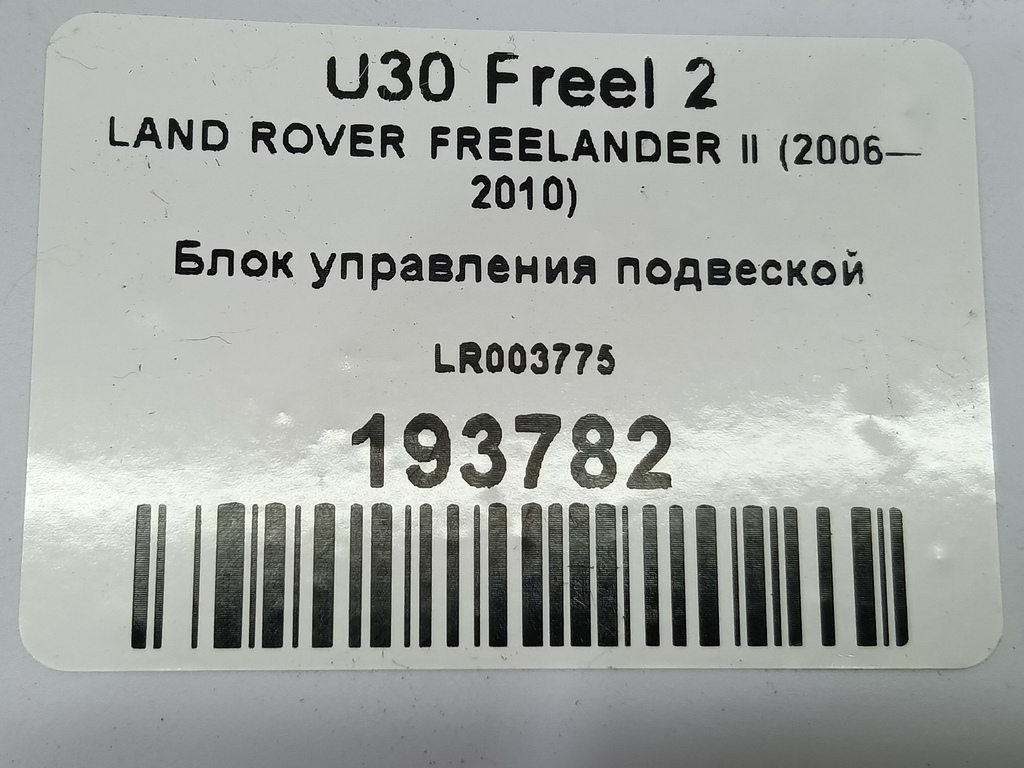 U30 Freel 2
LAND ROVER FREELANDER II (2006—
2010)
Блок управления подвеской
LR003775
193782